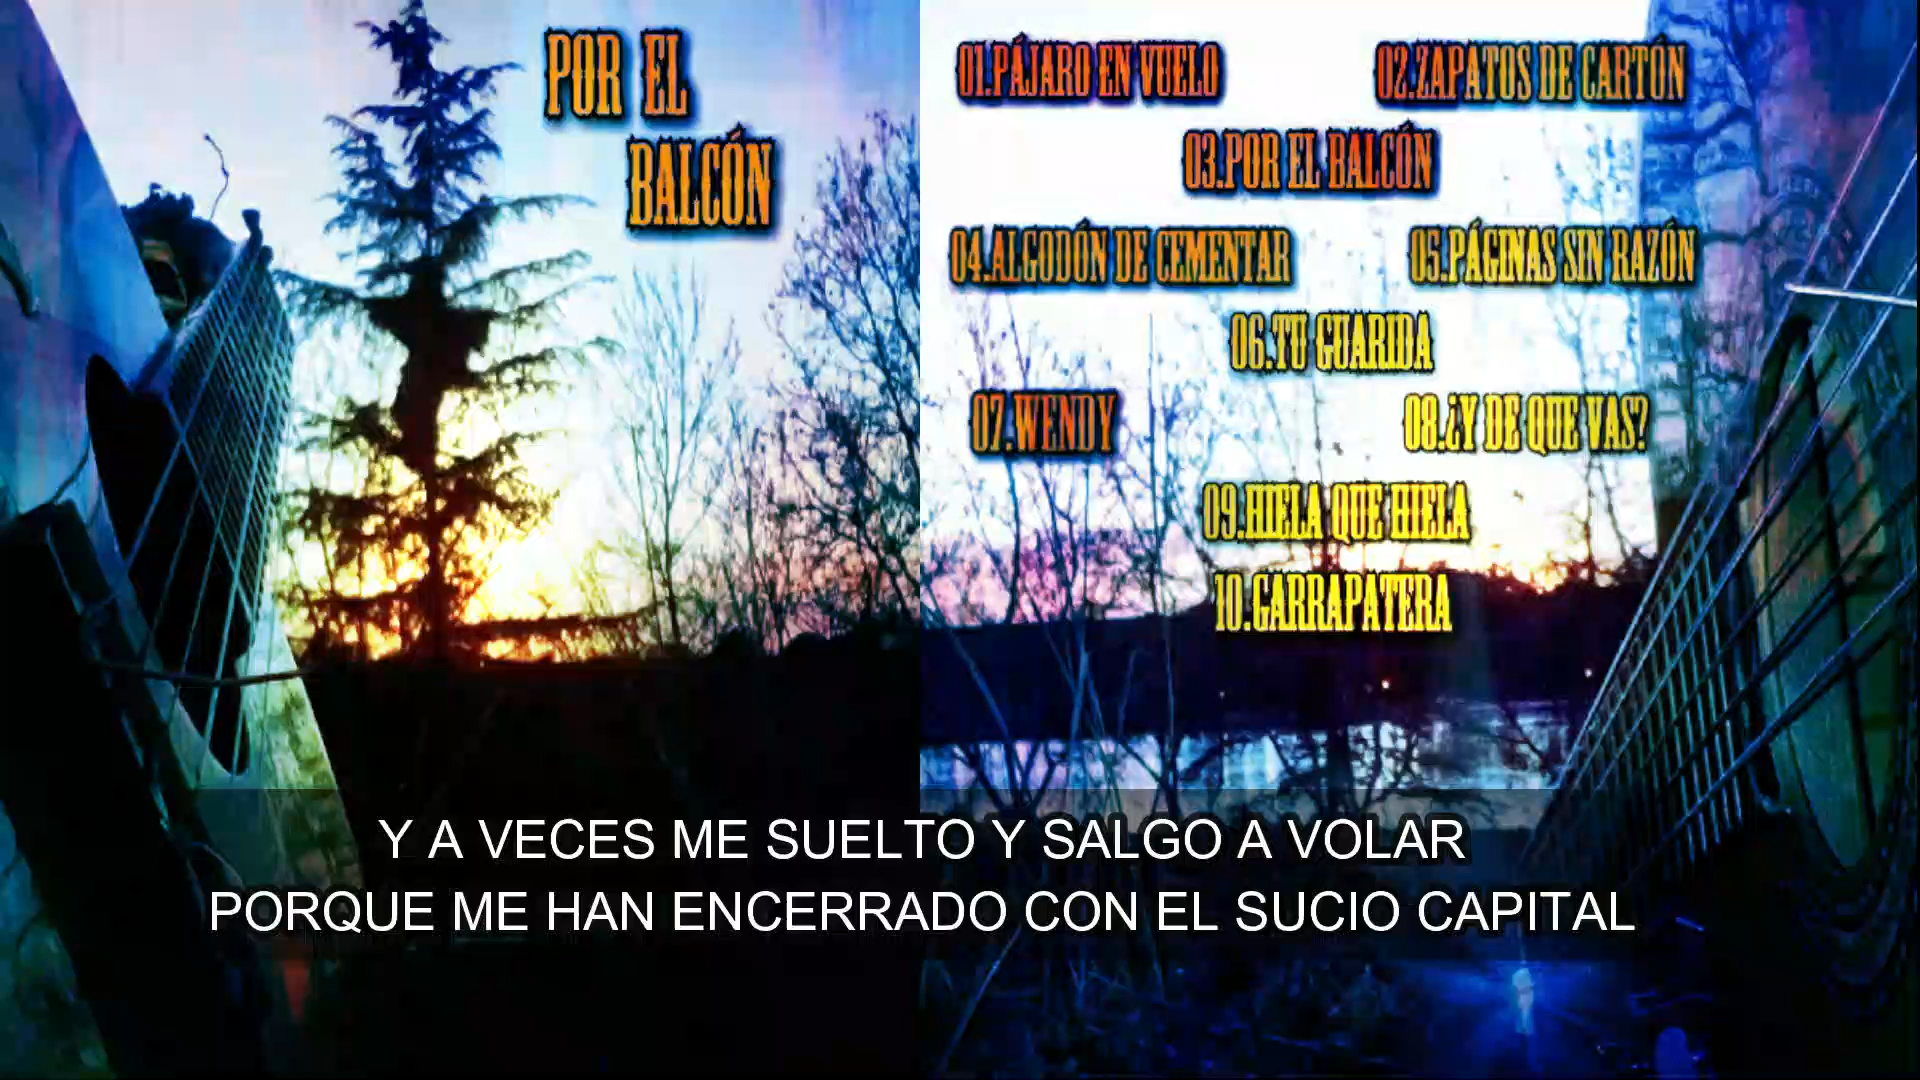 POR EL
BALCÓN
01.PÁJARO EN VUELO
02.ZAPATOS DE CARTÓN
03.POR EL BALCÓN
04.ALGODÓN DE CEMENTAR
05.PÁGINAS SIN RAZÓN
06.TU GUARIDA
07.WENDY
08.¿Y DE QUE VAS?
09.HIELA QUE HIELA
10.GARRAPATERA
Y A VECES ME SUELTO Y SALGO A VOLAR
PORQUE ME HAN ENCERRADO CON EL SUCIO CAPITAL